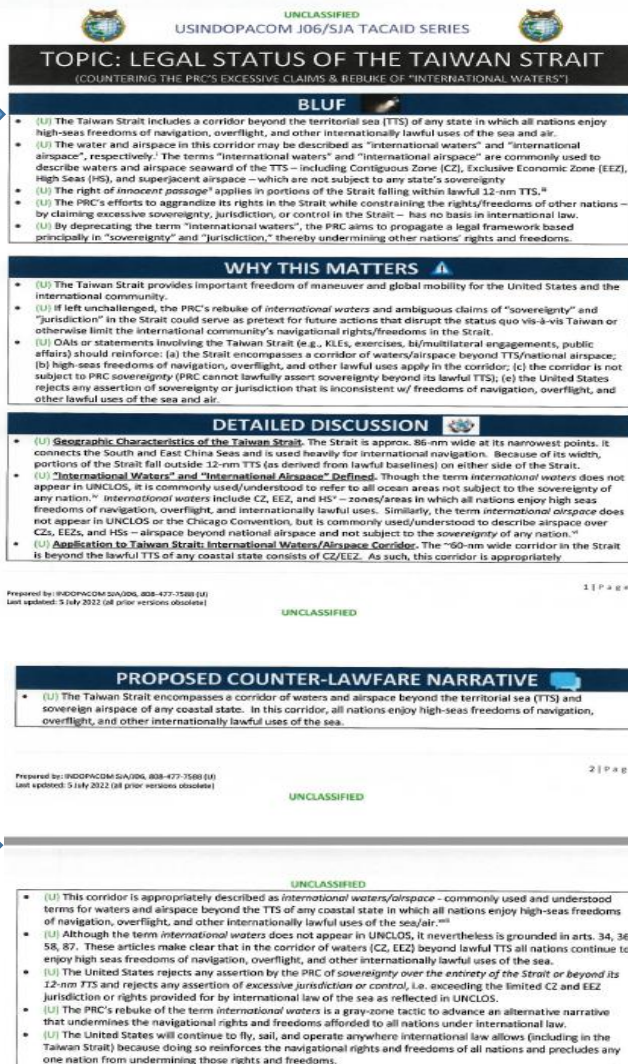 UNCLASSIFIED
USINDOPACOM J06/SJA TACAID SERIES
TOPIC: LEGAL STATUS OF THE TAIWAN STRAIT
(COUNTERING THE PRC'S EXCESSIVE CLAIMS & REBUKE OF "INTERNATIONAL WATERS")
BLUF
• (U) The Taiwan Strait includes a corridor beyond the territorial sea (TTS) of any state in which all nations enjoy
high-seas freedoms of navigation, overflight, and other internationally lawful uses of the sea and air.
• (U) The water and airspace in this corridor may be described as "international waters" and "international
airspace", respectively.i The terms "international waters" and "international airspace" are commonly used to
describe waters and airspace seaward of the TTS – including Contiguous Zone (CZ), Exclusive Economic Zone (EEZ),
High Seas (HS), and superjacent airspace – which are not subject to any state's sovereignty
• (U) The right of innocent passageii applies in portions of the Strait falling within lawful 12-nm TTS.iii
• (U) The PRC's efforts to aggrandize its rights in the Strait while constraining the rights/freedoms of other nations –
by claiming excessive sovereignty, jurisdiction, or control in the Strait – has no basis in international law.
• (U) By deprecating the term "international waters", the PRC aims to propagate a legal framework based
principally in "sovereignty" and "jurisdiction," thereby undermining other nations' rights and freedoms.
WHY THIS MATTERS
• (U) The Taiwan Strait provides important freedom of maneuver and global mobility for the United States and the
international community.
• (U) If left unchallenged, the PRC's rebuke of international waters and ambiguous claims of "sovereignty" and
"jurisdiction" in the Strait could serve as pretext for future actions that disrupt the status quo vis-à-vis Taiwan or
otherwise limit the international community's navigational rights/freedoms in the Strait.
• (U) OAIs or statements involving the Taiwan Strait (e.g., KLEs, exercises, bi/multilateral engagements, public
affairs) should reinforce: (a) the Strait encompasses a corridor of waters/airspace beyond TTS/national airspace;
(b) high-seas freedoms of navigation, overflight, and other lawful uses apply in the corridor; (c) the corridor is not
subject to PRC sovereignty (PRC cannot lawfully assert sovereignty beyond its lawful TTS); (e) the United States
rejects any assertion of sovereignty or jurisdiction that is inconsistent w/ freedoms of navigation, overflight, and
other lawful uses of the sea and air.
DETAILED DISCUSSION
• (U) Geographic Characteristics of the Taiwan Strait. The Strait is approx. 86-nm wide at its narrowest points. It
connects the South and East China Seas and is used heavily for international navigation. Because of its width,
portions of the Strait fall outside 12-nm TTS (as derived from lawful baselines) on either side of the Strait.
• (U) "International Waters" and "International Airspace" Defined. Though the term international waters does not
appear in UNCLOS, it is commonly used/understood to refer to all ocean areas not subject to the sovereignty of
any nation.iv International waters include CZ, EEZ, and HSv – zones/areas in which all nations enjoy high seas
freedoms of navigation, overflight, and internationally lawful uses. Similarly, the term international airspace does
not appear in UNCLOS or the Chicago Convention, but is commonly used/understood to describe airspace over
CZs, EEZs, and HSs – airspace beyond national airspace and not subject to the sovereignty of any nation.vi
• (U) Application to Taiwan Strait: International Waters/Airspace Corridor. The ~60-nm wide corridor in the Strait
is beyond the lawful TTS of any coastal state consists of CZ/EEZ. As such, this corridor is appropriately
1 | Page
Prepared by: INDOPACOM SJA/J06, 808-477-7588 (U)
Last updated: 5 July 2022 (all prior versions obsolete)
UNCLASSIFIED
PROPOSED COUNTER-LAWFARE NARRATIVE
• (U) The Taiwan Strait encompasses a corridor of waters and airspace beyond the territorial sea (TTS) and
sovereign airspace of any coastal state. In this corridor, all nations enjoy high-seas freedoms of navigation,
overflight, and other internationally lawful uses of the sea.
2 | Page
Prepared by: INDOPACOM SJA/J06, 808-477-7588 (U)
Last updated: 5 July 2022 (all prior versions obsolete)
UNCLASSIFIED
UNCLASSIFIED
• (U) This corridor is appropriately described as international waters/airspace - commonly used and understood
terms for waters and airspace beyond the TTS of any coastal state in which all nations enjoy high-seas freedoms
of navigation, overflight, and other internationally lawful uses of the sea/air.
• (U) Although the term international waters does not appear in UNCLOS, it nevertheless is grounded in arts. 34, 36
58, 87. These articles make clear that in the corridor of waters (CZ, EEZ) beyond lawful TTS all nations continue to
enjoy high seas freedoms of navigation, overflight, and other internationally lawful uses of the sea.
• (U) The United States rejects any assertion by the PRC of sovereignty over the entirety of the Strait or beyond its
12-nm TTS and rejects any assertion of excessive jurisdiction or control, i.e. exceeding the limited CZ and EEZ
jurisdiction or rights provided for by international law of the sea as reflected in UNCLOS.
• (U) The PRC's rebuke of the term international waters is a gray-zone tactic to advance an alternative narrative
that undermines the navigational rights and freedoms afforded to all nations under international law.
• (U) The United States will continue to fly, sail, and operate anywhere international law allows (including in the
Taiwan Strait) because doing so reinforces the navigational rights and freedoms of all nations and precludes any
one nation from undermining those rights and freedoms.